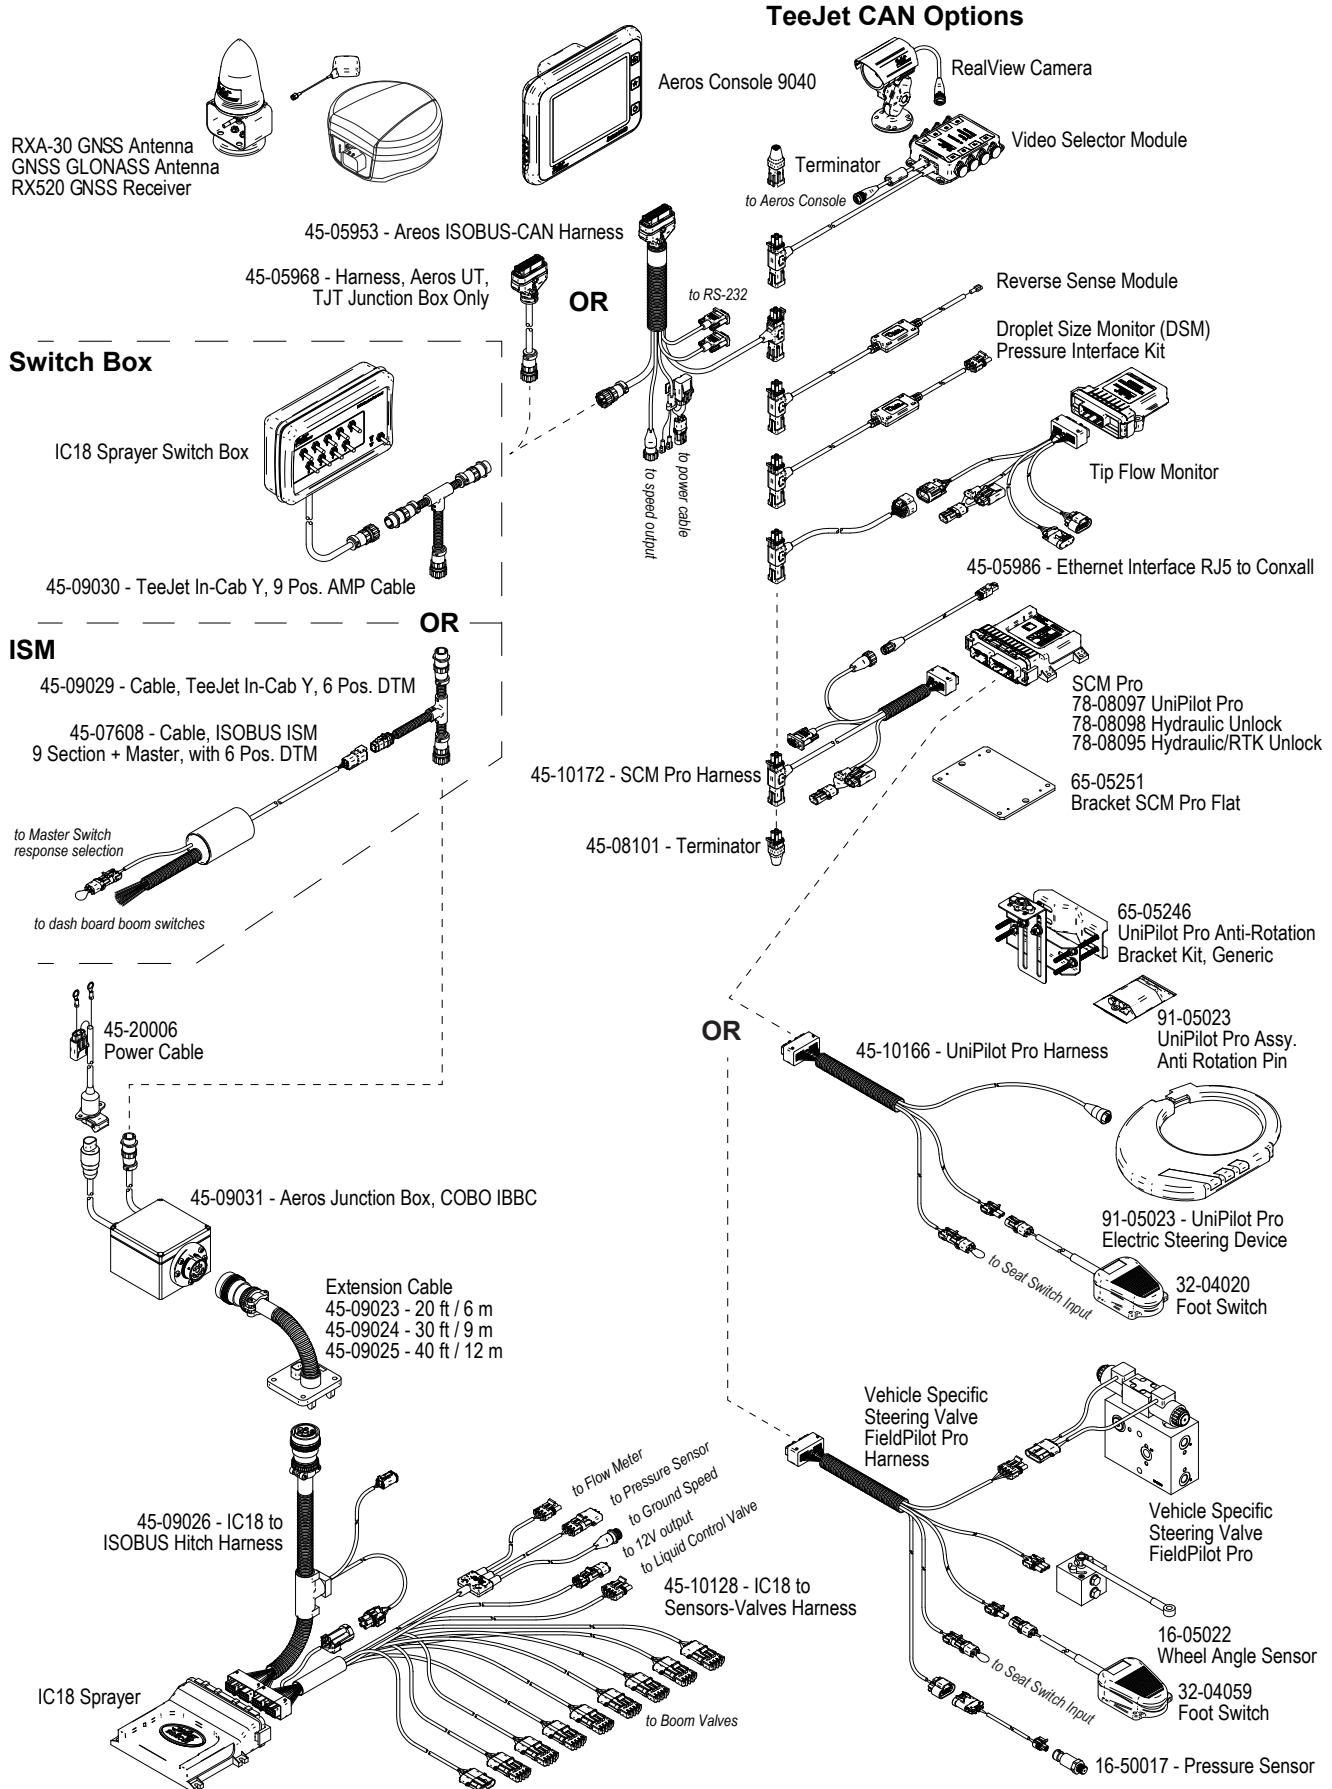 TeeJet CAN Options
RealView Camera
Aeros Console 9040
Video Selector Module
RXA-30 GNSS Antenna
GNSS GLONASS Antenna
RX520 GNSS Receiver
Terminator
to Aeros Console
45-05953 - Areos ISOBUS-CAN Harness
45-05968 - Harness, Aeros UT,
TJT Junction Box Only
OR
to RS-232
Reverse Sense Module
Droplet Size Monitor (DSM)
Pressure Interface Kit
Switch Box
IC18 Sprayer Switch Box
to speed output
to power cable
Tip Flow Monitor
45-09030 - TeeJet In-Cab Y, 9 Pos. AMP Cable
45-05986 - Ethernet Interface RJ5 to Conxall
OR
ISM
45-09029 - Cable, TeeJet In-Cab Y, 6 Pos. DTM
45-07608 - Cable, ISOBUS ISM
9 Section + Master, with 6 Pos. DTM
SCM Pro
78-08097 UniPilot Pro
78-08098 Hydraulic Unlock
78-08095 Hydraulic/RTK Unlock
45-10172 - SCM Pro Harness
65-05251
Bracket SCM Pro Flat
to Master Switch
response selection
45-08101 - Terminator
to dash board boom switches
65-05246
UniPilot Pro Anti-Rotation
Bracket Kit, Generic
45-20006
Power Cable
OR
91-05023
UniPilot Pro Assy.
Anti Rotation Pin
45-10166 - UniPilot Pro Harness
45-09031 - Aeros Junction Box, COBO IBBC
91-05023 - UniPilot Pro
Electric Steering Device
to Seat Switch Input
32-04020
Foot Switch
Extension Cable
45-09023 - 20 ft / 6 m
45-09024 - 30 ft / 9 m
45-09025 - 40 ft / 12 m
Vehicle Specific
Steering Valve
FieldPilot Pro
Harness
to Flow Meter
to Pressure Sensor
to Ground Speed
to 12V output
to Liquid Control Valve
45-09026 - IC18 to
ISOBUS Hitch Harness
Vehicle Specific
Steering Valve
FieldPilot Pro
45-10128 - IC18 to
Sensors-Valves Harness
16-05022
Wheel Angle Sensor
to Seat Switch Input
32-04059
Foot Switch
IC18 Sprayer
to Boom Valves
16-50017 - Pressure Sensor